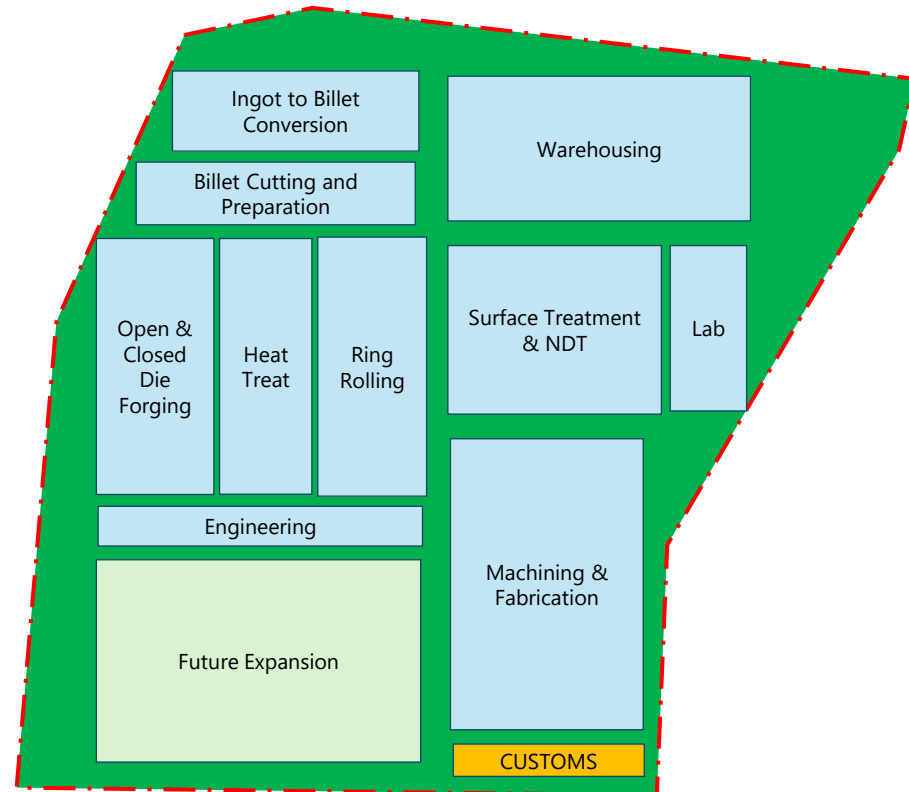 Ingot to Billet
Conversion
Warehousing
Billet Cutting and
Preparation
Open &
Closed
Die
Forging
Heat
Treat
Ring
Rolling
Surface Treatment
& NDT
Lab
Engineering
Machining &
Fabrication
Future Expansion
CUSTOMS